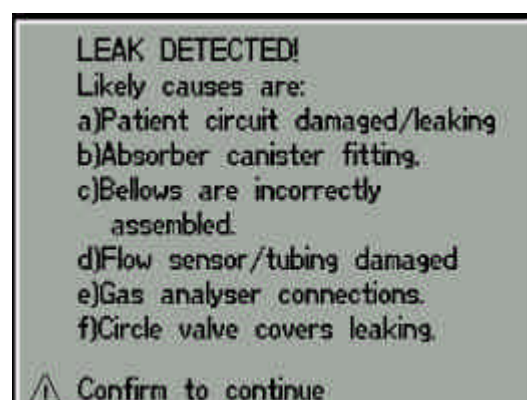 LEAK DETECTED!
Likely causes are:
a)Patient circuit damaged/leaking
b)Absorber canister fitting.
c)Bellows are incorrectly
assembled.
d)Flow sensor/tubing damaged
e)Gas analyser connections.
f)Circle valve covers leaking.
Confirm to continue